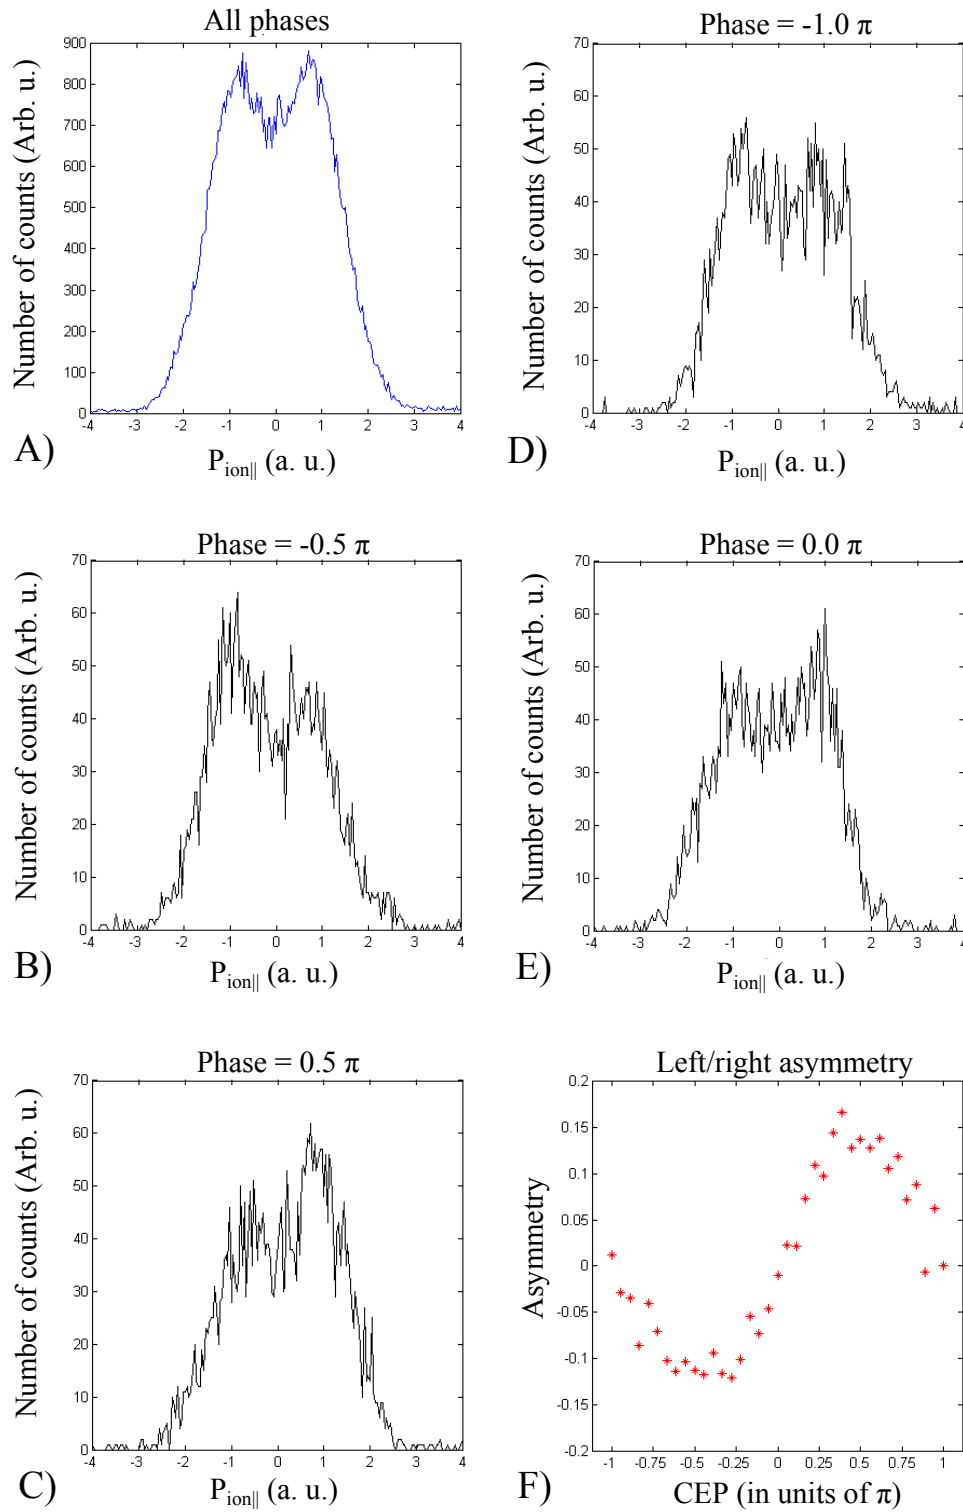 All phases
Number of counts (Arb. u.)
900
800
700
600
500
400
300
200
100
0
-4 -3 -2 -1 0 1 2 3 4
A)
P_ion|| (a. u.)
Phase = -1.0 π
Number of counts (Arb. u.)
70
60
50
40
30
20
10
0
-4 -3 -2 -1 0 1 2 3 4
D)
P_ion|| (a. u.)
Phase = -0.5 π
Number of counts (Arb. u.)
70
60
50
40
30
20
10
0
-4 -3 -2 -1 0 1 2 3 4
B)
P_ion|| (a. u.)
Phase = 0.0 π
Number of counts (Arb. u.)
70
60
50
40
30
20
10
0
-4 -3 -2 -1 0 1 2 3 4
E)
P_ion|| (a. u.)
Phase = 0.5 π
Number of counts (Arb. u.)
70
60
50
40
30
20
10
0
-4 -3 -2 -1 0 1 2 3 4
C)
P_ion|| (a. u.)
Left/right asymmetry
Asymmetry
0.2
0.15
0.1
0.05
0
-0.05
-0.1
-0.15
-0.2
-1 -0.75 -0.5 -0.25 0 0.25 0.5 0.75 1
F)
CEP (in units of π)